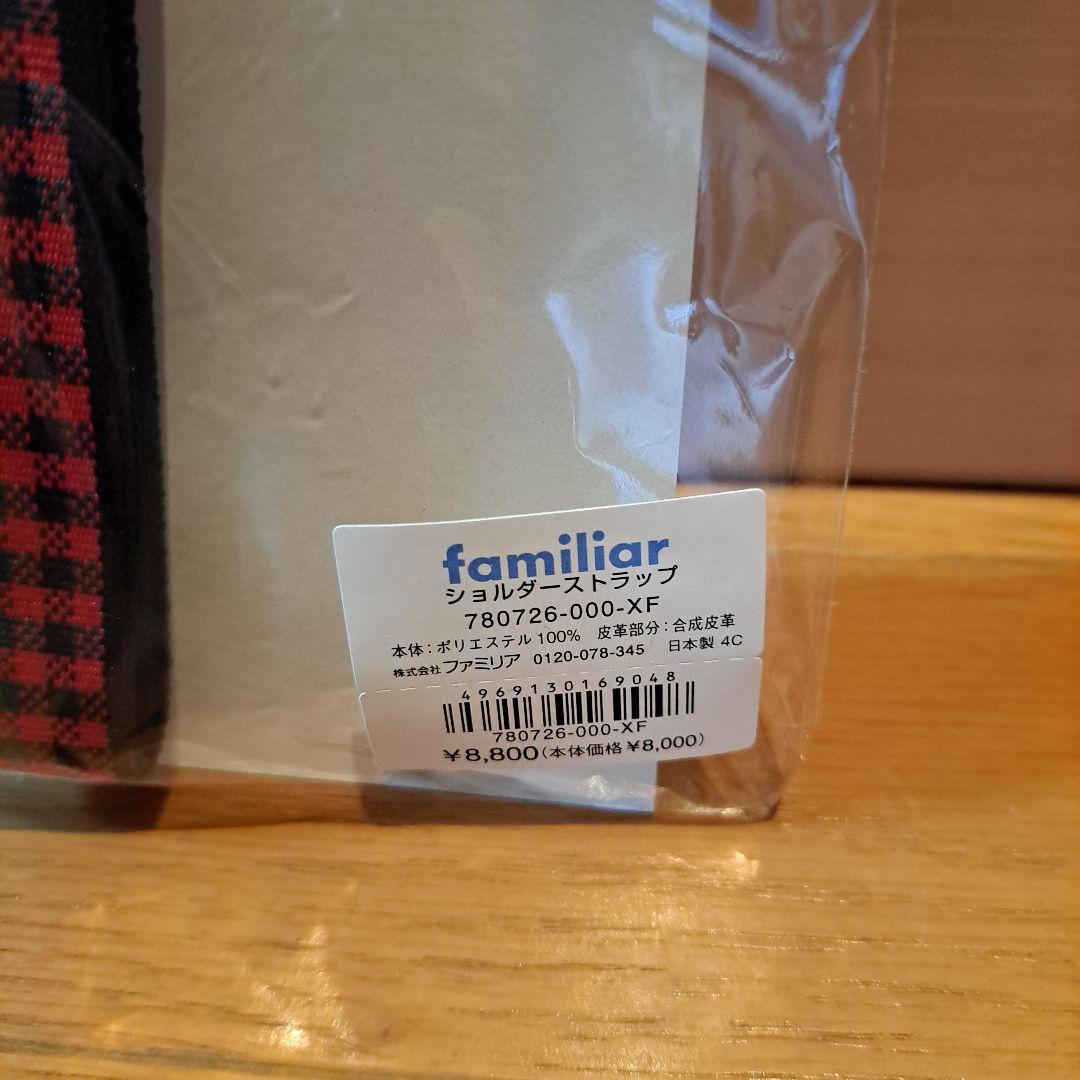 familiar
ショルダーストラップ
780726-000-XF
本体：ポリエステル 100%　皮革部分：合成皮革
株式会社 ファミリア 0120-078-345 日本製 4C
4969130169048
780726-000-XF
¥8,800(本体価格 ¥8,000)